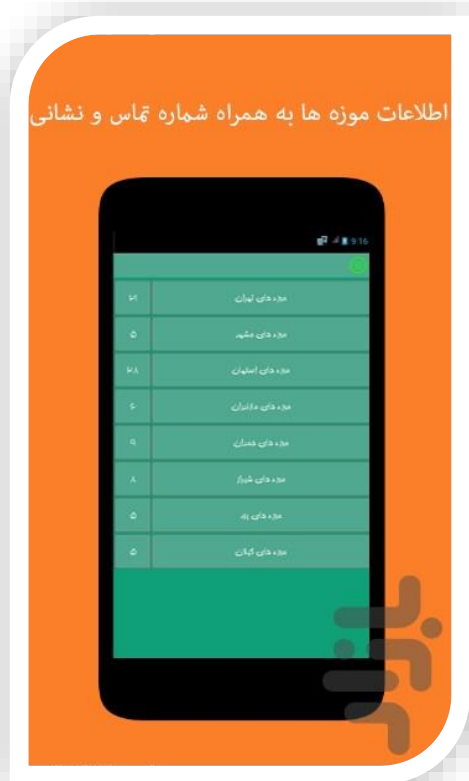 اطلاعات موزه ها به همراه شماره تماس و نشانی
9:16
موزه های تهران
موزه های مشهد ۵
موزه های اصفهان ۲۸
موزه های مازندران ۶
موزه های همدان ۹
موزه های شیراز ۸
موزه های یزد ۵
موزه های گیلان ۵